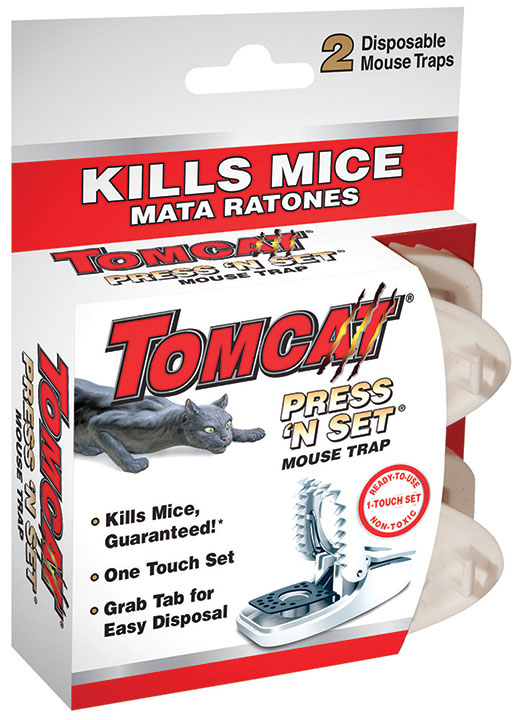 2 Disposable
Mouse Traps
KILLS MICE
MATA RATONES
TOMCAT
PRESS 'N SET®
MOUSE TRAP
TOMCAT®
PRESS
'N SET®
MOUSE TRAP
READY-TO-USE
1-TOUCH SET
NON-TOXIC
• Kills Mice,
Guaranteed!*
• One Touch Set
• Grab Tab for
Easy Disposal
TOMCAT
PRESS 'N SET®
MOUSE TRAP